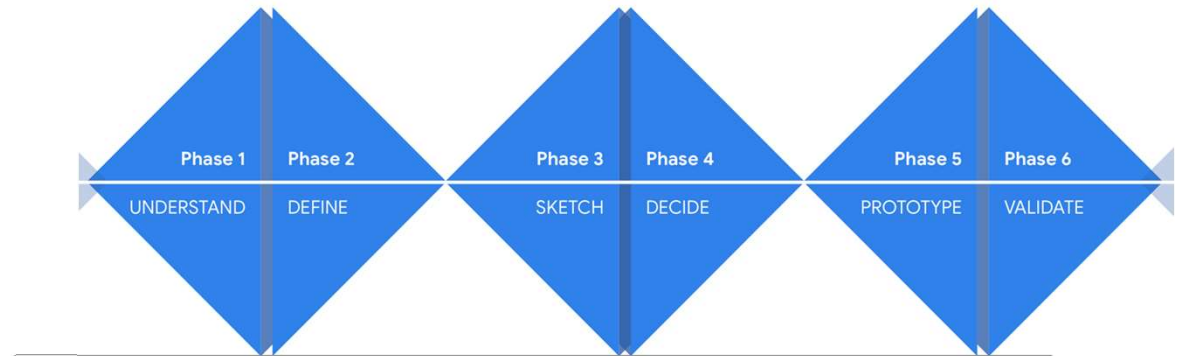 Phase 1
Phase 2
Phase 3
Phase 4
Phase 5
Phase 6
UNDERSTAND
DEFINE
SKETCH
DECIDE
PROTOTYPE
VALIDATE